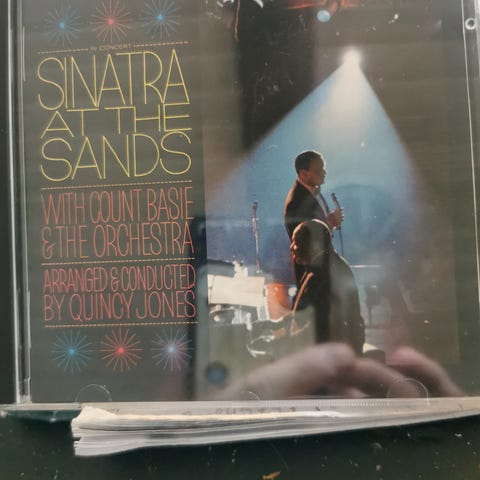 IN CONCERT
SINATRA
AT THE
SANDS
WITH COUNT BASIE
& THE ORCHESTRA
ARRANGED & CONDUCTED
BY QUINCY JONES